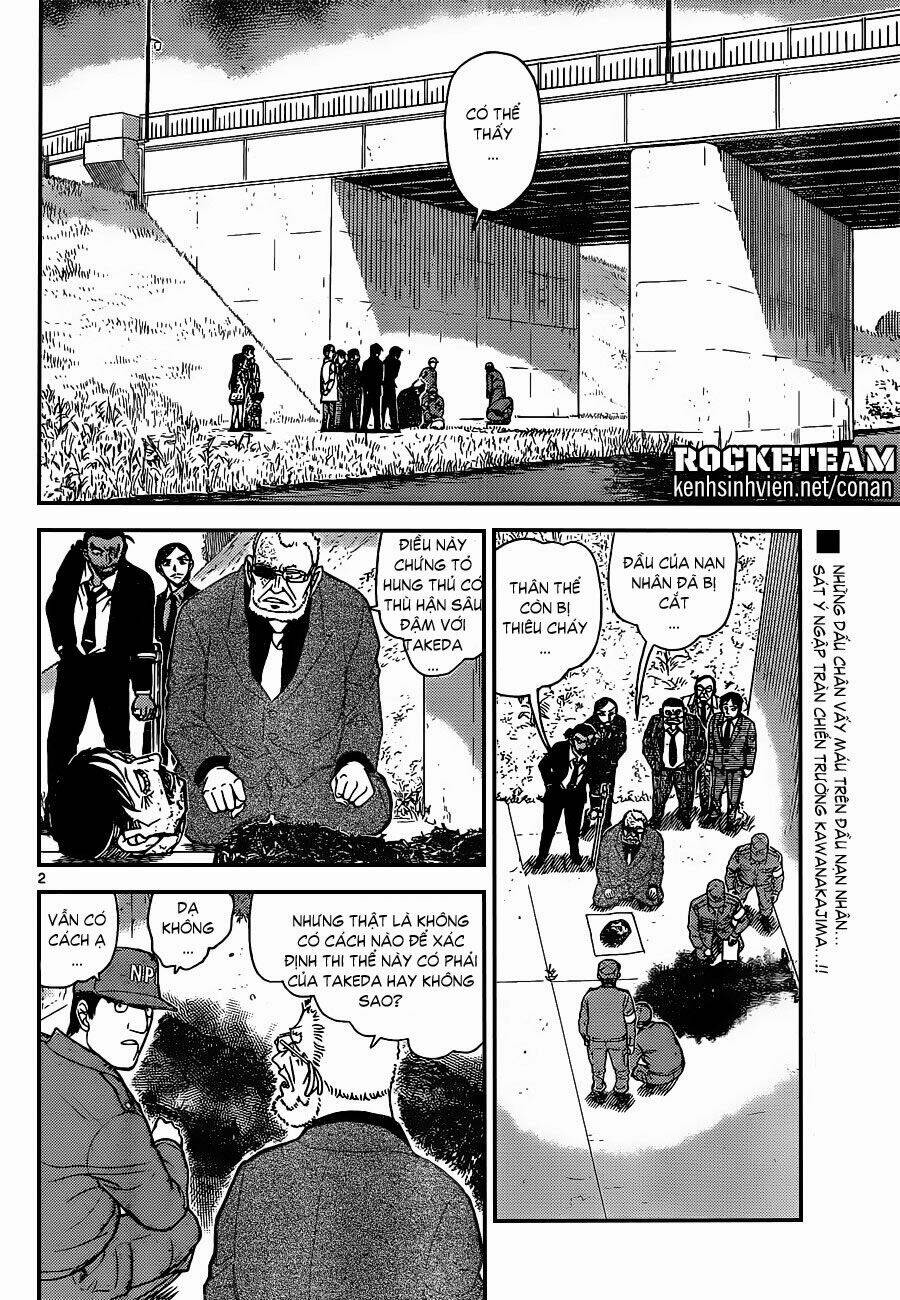 CÓ THỂ
THẤY
...
ROCKETEAM
kenhsinhvien.net/conan
NHỮNG DẤU CHÂN VẤY MÁU TRÊN ĐẦU NẠN NHÂN...
SÁT Ý NGẬP TRÀN CHIẾN TRƯỜNG KAWANAKAJIMA...!!
ĐẦU CỦA NẠN
NHÂN ĐÃ BỊ
CẮT ...
THÂN THỂ
CÒN BỊ
THIÊU CHÁY
...
ĐIỀU NÀY
CHỨNG TỎ
HUNG THỦ CÓ
THÙ HẬN SÂU
ĐẬM VỚI
TAKEDA
...
2
NHƯNG THẬT LÀ KHÔNG
CÓ CÁCH NÀO ĐỂ XÁC
ĐỊNH THI THỂ NÀY CÓ PHẢI
CỦA TAKEDA HAY KHÔNG
SAO?
DẠ
KHÔNG
...
VẪN CÓ
CÁCH Ạ
...
NP